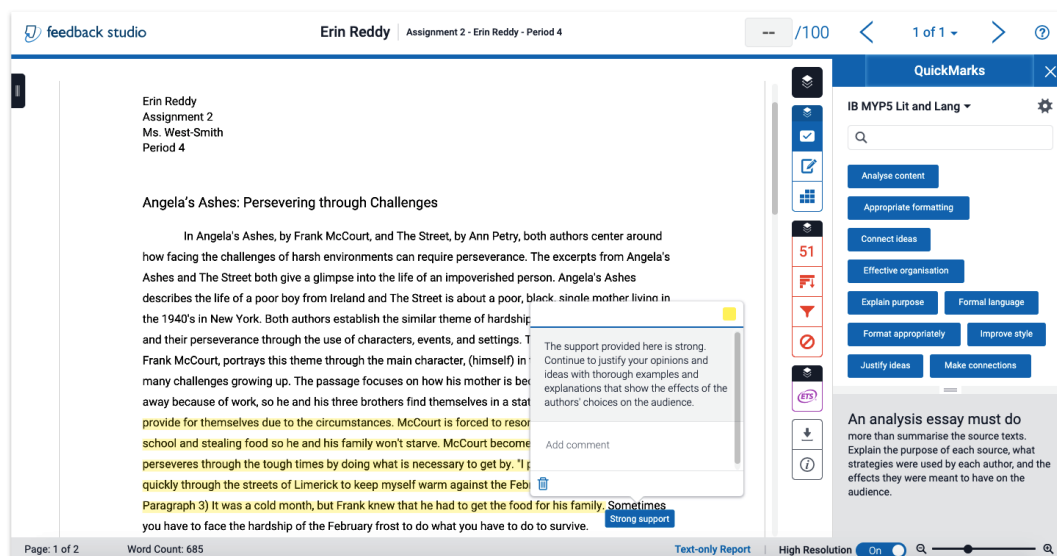 feedback studio
Erin Reddy
Assignment 2 - Erin Reddy - Period 4
--
/100
1 of 1
?
QuickMarks
IB MYP5 Lit and Lang
Analyse content
Appropriate formatting
Connect ideas
Effective organisation
Explain purpose
Formal language
Format appropriately
Improve style
Justify ideas
Make connections
An analysis essay must do
more than summarise the source texts.
Explain the purpose of each source, what
strategies were used by each author, and the
effects they were meant to have on the
audience.
51
ETS
i
Erin Reddy
Assignment 2
Ms. West-Smith
Period 4
Angela's Ashes: Persevering through Challenges
In Angela's Ashes, by Frank McCourt, and The Street, by Ann Petry, both authors center around
how facing the challenges of harsh environments can require perseverance. The excerpts from Angela's
Ashes and The Street both give a glimpse into the life of an impoverished person. Angela's Ashes
describes the life of a poor boy from Ireland and The Street is about a poor, black, single mother living in
the 1940's in New York. Both authors establish the similar theme of hardship
and their perseverance through the use of characters, events, and settings.
Frank McCourt, portrays this theme through the main character, (himself) in
many challenges growing up. The passage focuses on how his mother is
away because of work, so he and his three brothers find themselves in a
provide for themselves due to the circumstances. McCourt is forced to
school and stealing food so he and his family won't starve. McCourt
perseveres through the tough times by doing what is necessary to get by. "I
quickly through the streets of Limerick to keep myself warm against the
Paragraph 3) It was a cold month, but Frank knew that he had to get the food for his family. Sometimes
you have to face the hardship of the February frost to do what you have to do to survive.
The support provided here is strong.
Continue to justify your opinions and
ideas with thorough examples and
explanations that show the effects of the
authors' choices on the audience.
Add comment
Strong support
Page: 1 of 2
Word Count: 685
Text-only Report
High Resolution
On